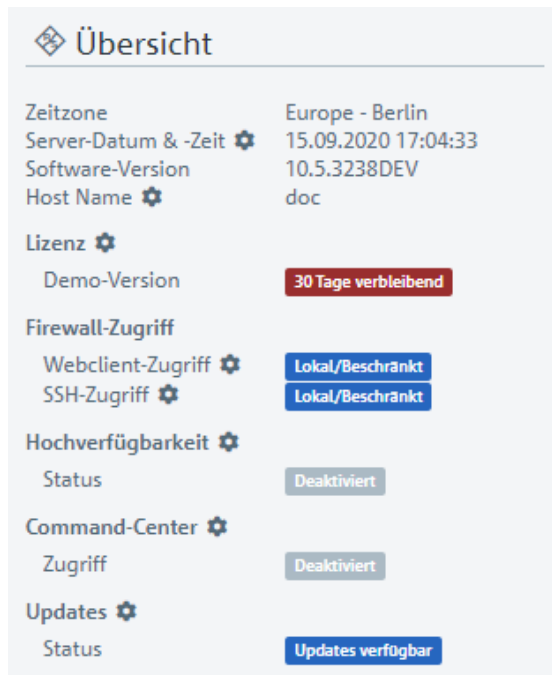 Übersicht
Zeitzone Europe - Berlin
Server-Datum & -Zeit 15.09.2020 17:04:33
Software-Version 10.5.3238DEV
Host Name doc
Lizenz
Demo-Version 30 Tage verbleibend
Firewall-Zugriff
Webclient-Zugriff Lokal/Beschränkt
SSH-Zugriff Lokal/Beschränkt
Hochverfügbarkeit
Status Deaktiviert
Command-Center
Zugriff Deaktiviert
Updates
Status Updates verfügbar